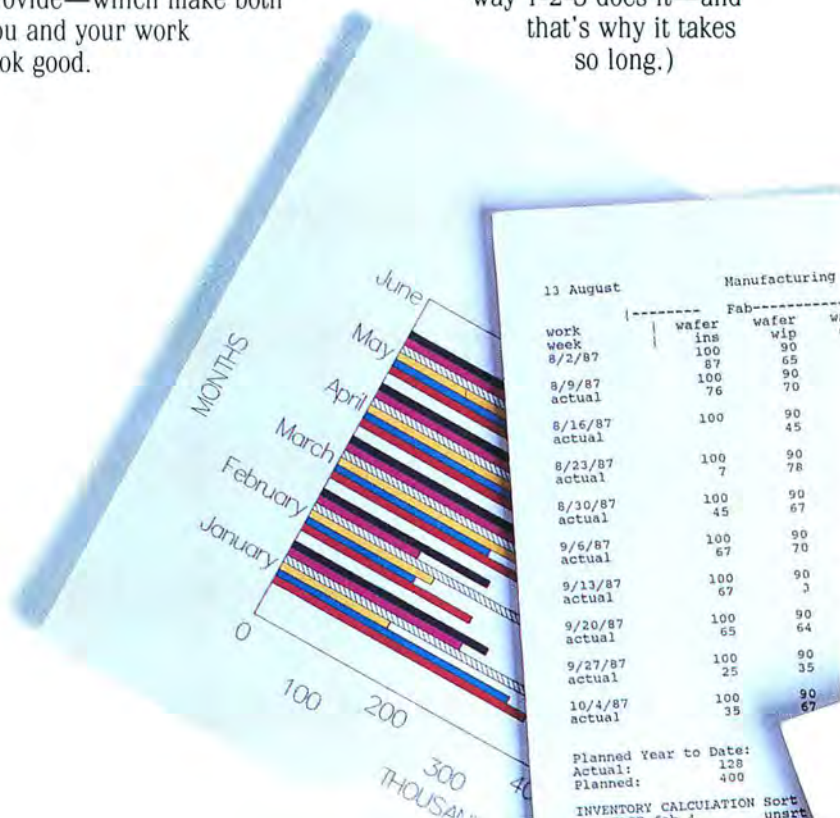 ovide—which make both
ou and your work
ok good.
way 1-2-3 does it—and
that's why it takes
so long.)
June
May
April
March
February
January
MONTHS
0
100
200
300
THOUSAN
13 August Manufacturing
|-------- Fab-----------
work | wafer wafer
week | ins wip
8/2/87 100 90
87 65
8/9/87 100 90
actual 76 70
8/16/87 100 90
actual 45
8/23/87 100 90
actual 7 78
8/30/87 100 90
actual 45 67
9/6/87 100 90
actual 67 70
9/13/87 100 90
actual 67
9/20/87 100 90
actual 65 64
9/27/87 100 90
actual 25 35
10/4/87 100 90
actual 35 67
Planned Year to Date:
Actual: 128
Planned: 400
INVENTORY CALCULATION Sort
unsrt